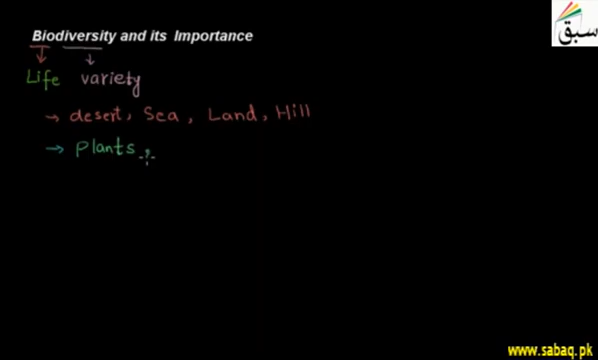 Biodiversity and its Importance
Life variety
→ desert, Sea, Land, Hill
→ Plants
سبق
www.sabaq.pk